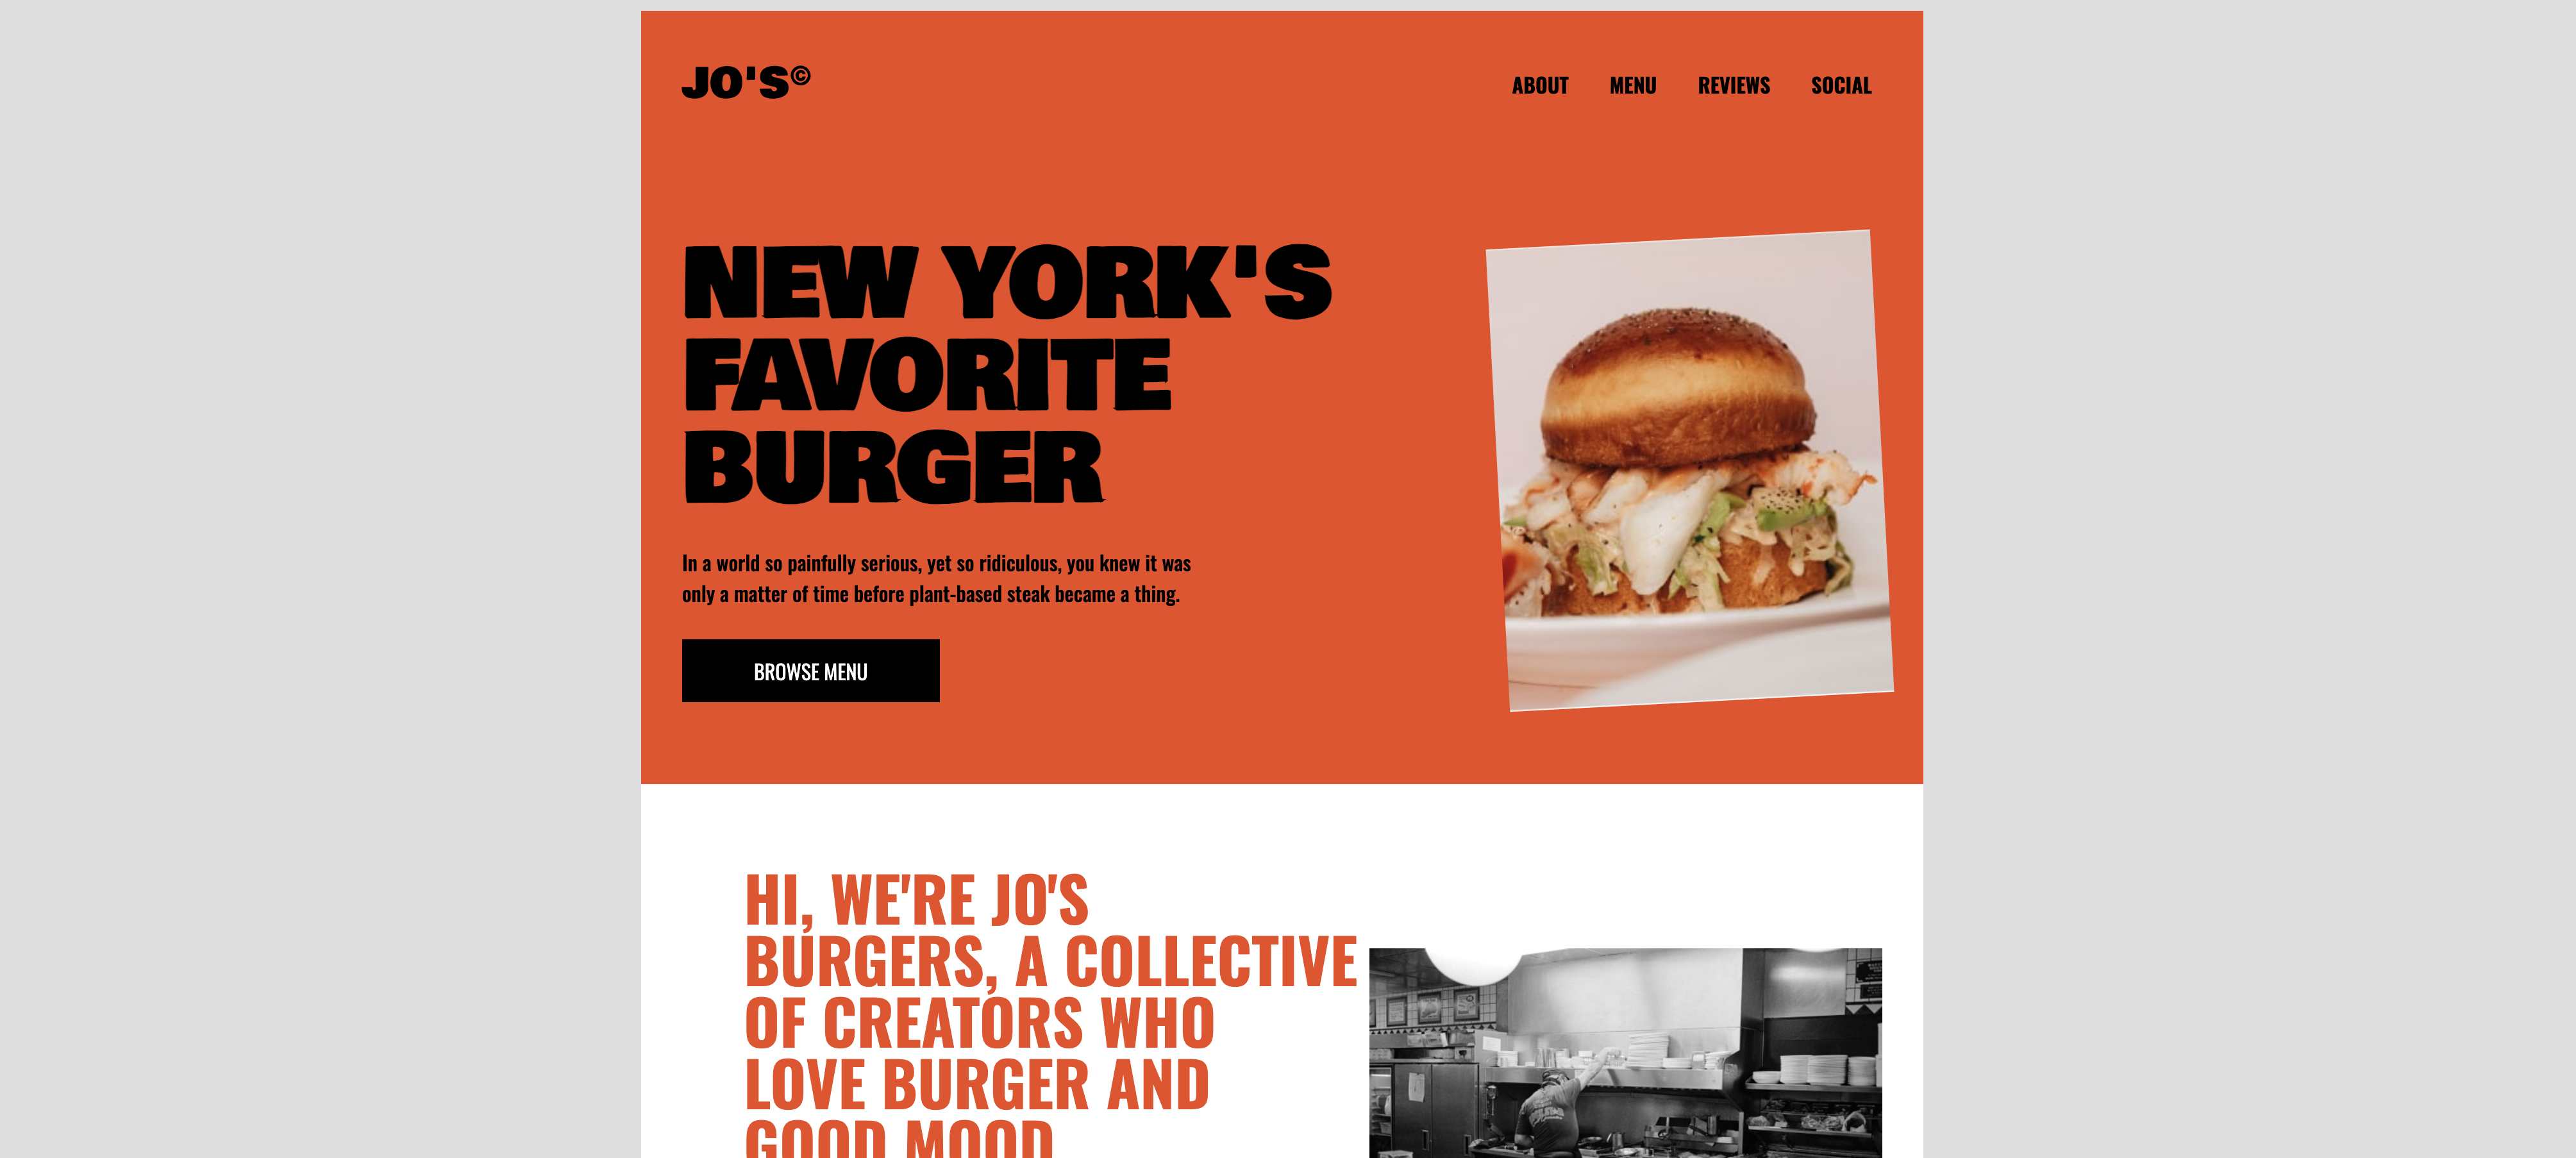 JO'S©
ABOUT MENU REVIEWS SOCIAL
NEW YORK'S
FAVORITE
BURGER
In a world so painfully serious, yet so ridiculous, you knew it was
only a matter of time before plant-based steak became a thing.
BROWSE MENU
HI, WE'RE JO'S
BURGERS, A COLLECTIVE
OF CREATORS WHO
LOVE BURGER AND
GOOD MOOD